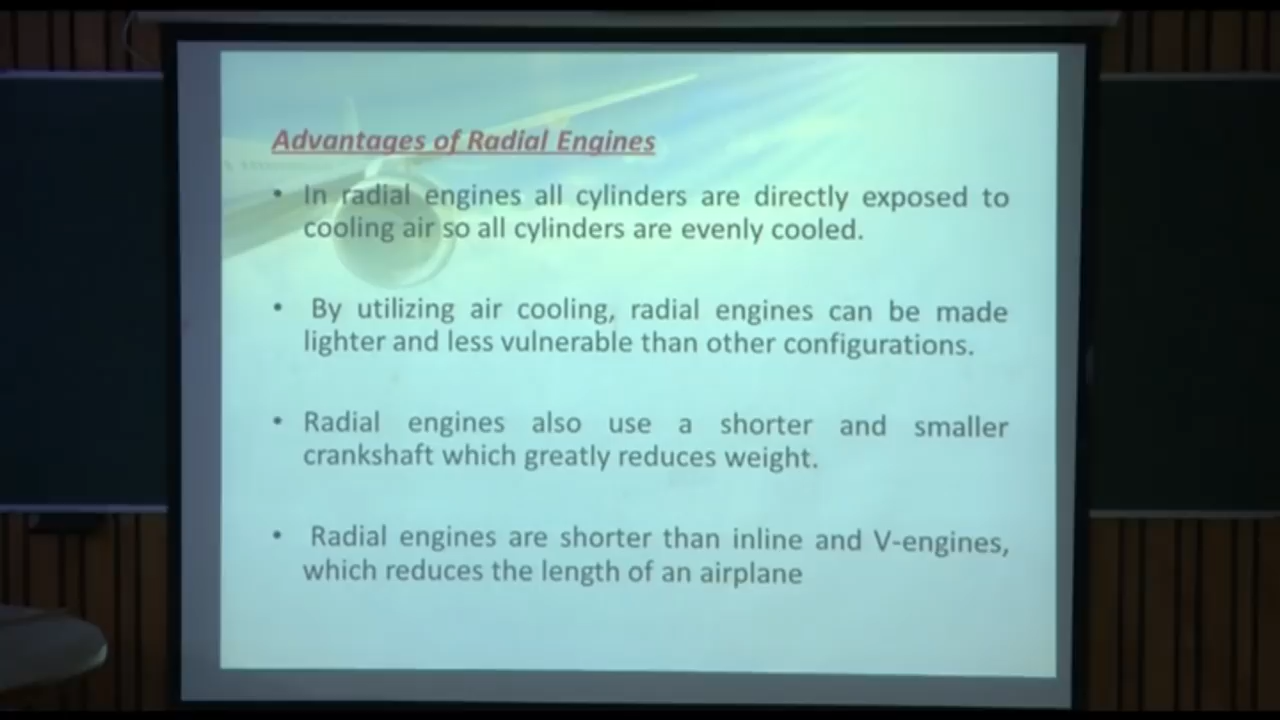 Advantages of Radial Engines
• In radial engines all cylinders are directly exposed to
cooling air so all cylinders are evenly cooled.
• By utilizing air cooling, radial engines can be made
lighter and less vulnerable than other configurations.
• Radial engines also use a shorter and smaller
crankshaft which greatly reduces weight.
• Radial engines are shorter than inline and V-engines,
which reduces the length of an airplane